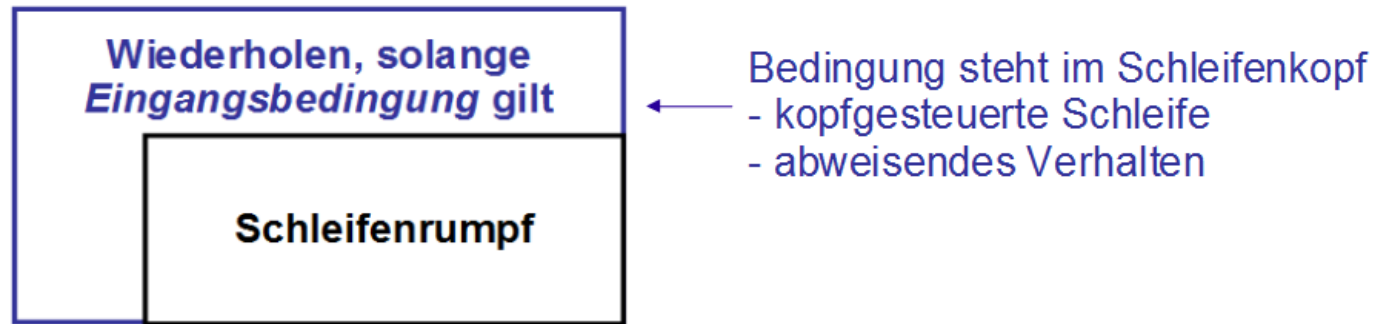 Wiederholen, solange
Eingangsbedingung gilt
Schleifenrumpf
Bedingung steht im Schleifenkopf
- kopfgesteuerte Schleife
- abweisendes Verhalten